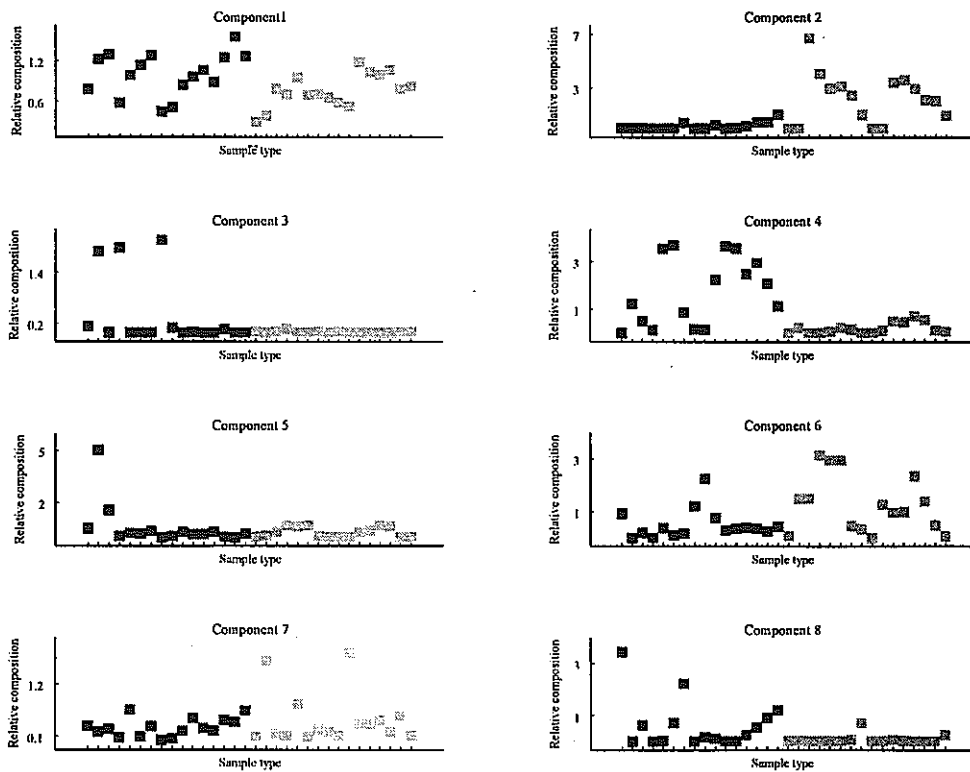 Component 1
Relative composition
1.2
0.6
Sample type
Component 2
Relative composition
7
3
Sample type
Component 3
Relative composition
1.4
0.2
Sample type
Component 4
Relative composition
3
1
Sample type
Component 5
Relative composition
5
2
Sample type
Component 6
Relative composition
3
1
Sample type
Component 7
Relative composition
1.2
Sample type
Component 8
Relative composition
3
Sample type